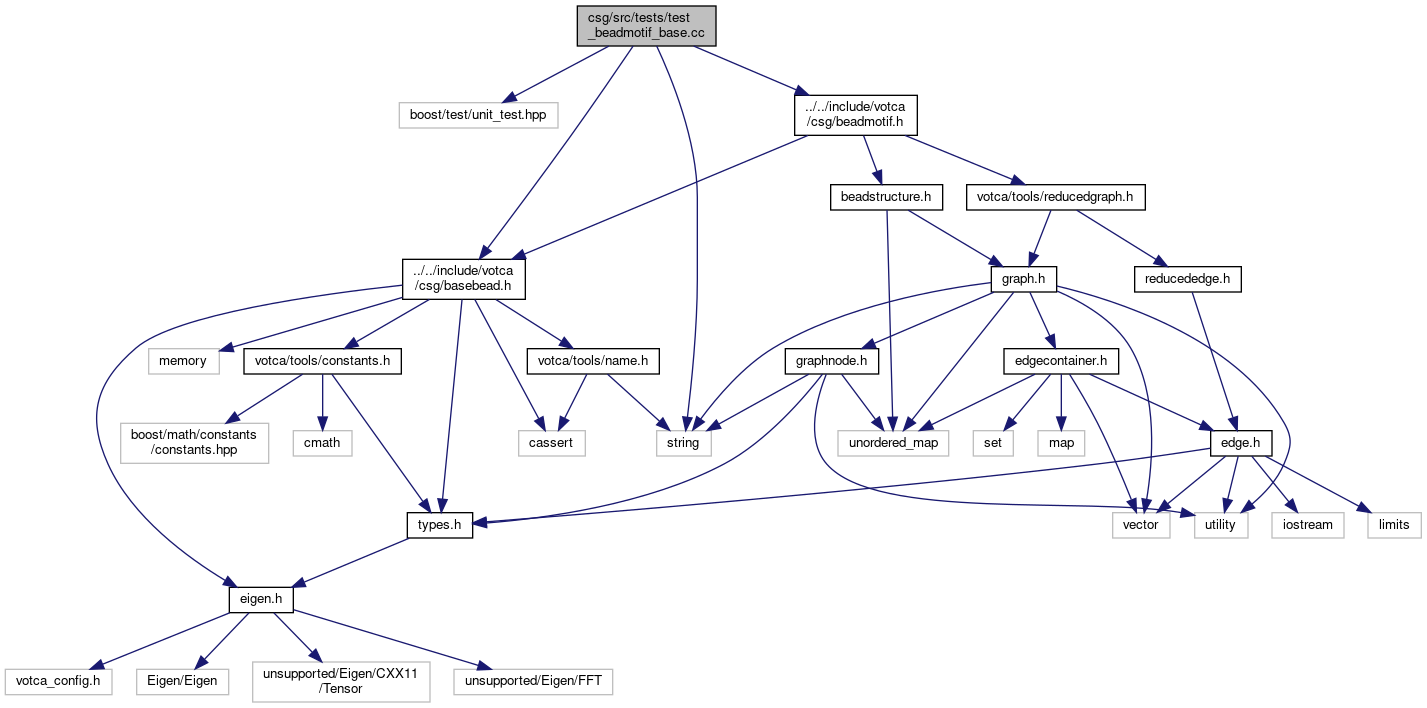 csg/src/tests/test
_beadmotif_base.cc
boost/test/unit_test.hpp
../../include/votca
/csg/beadmotif.h
beadstructure.h
votca/tools/reducedgraph.h
../../include/votca
/csg/basebead.h
graph.h
reducededge.h
memory
votca/tools/constants.h
votca/tools/name.h
graphnode.h
edgecontainer.h
boost/math/constants
/constants.hpp
cmath
cassert
string
unordered_map
set
map
edge.h
types.h
vector
utility
iostream
limits
eigen.h
votca_config.h
Eigen/Eigen
unsupported/Eigen/CXX11
/Tensor
unsupported/Eigen/FFT